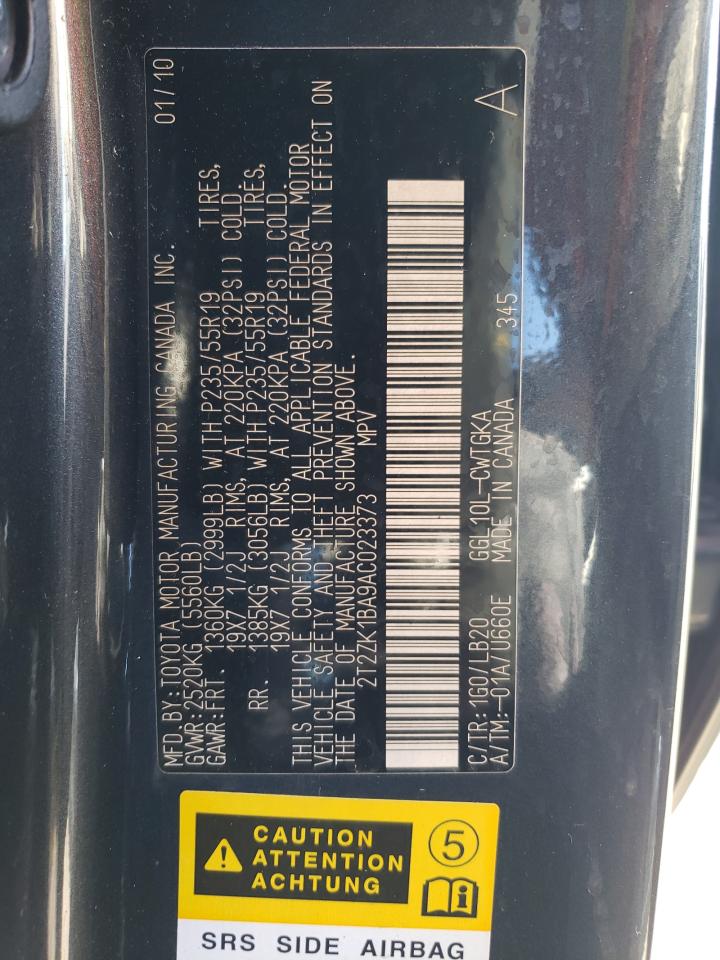 MFD.BY:TOYOTA MOTOR MANUFACTURING CANADA INC. 01/10
GVWR:2520KG (5560LB)
GAWR:FRT. 1360KG (2999LB) WITH P235/55R19 TIRES,
19X7 1/2J RIMS, AT 220KPA (32PSI) COLD.
RR. 1385KG (3056LB) WITH P235/55R19 TIRES,
19X7 1/2J RIMS, AT 220KPA (32PSI) COLD.
THIS VEHICLE CONFORMS TO ALL APPLICABLE FEDERAL MOTOR
VEHICLE SAFETY AND THEFT PREVENTION STANDARDS IN EFFECT ON
THE DATE OF MANUFACTURE SHOWN ABOVE.
2T2ZK1BA9AC023373 MPV
C/TR:1G0/LB20 GGL10L-CWTGKA
A/TM:-01A/U660E MADE IN CANADA 345 A
CAUTION
ATTENTION
ACHTUNG
5
SRS SIDE AIRBAG